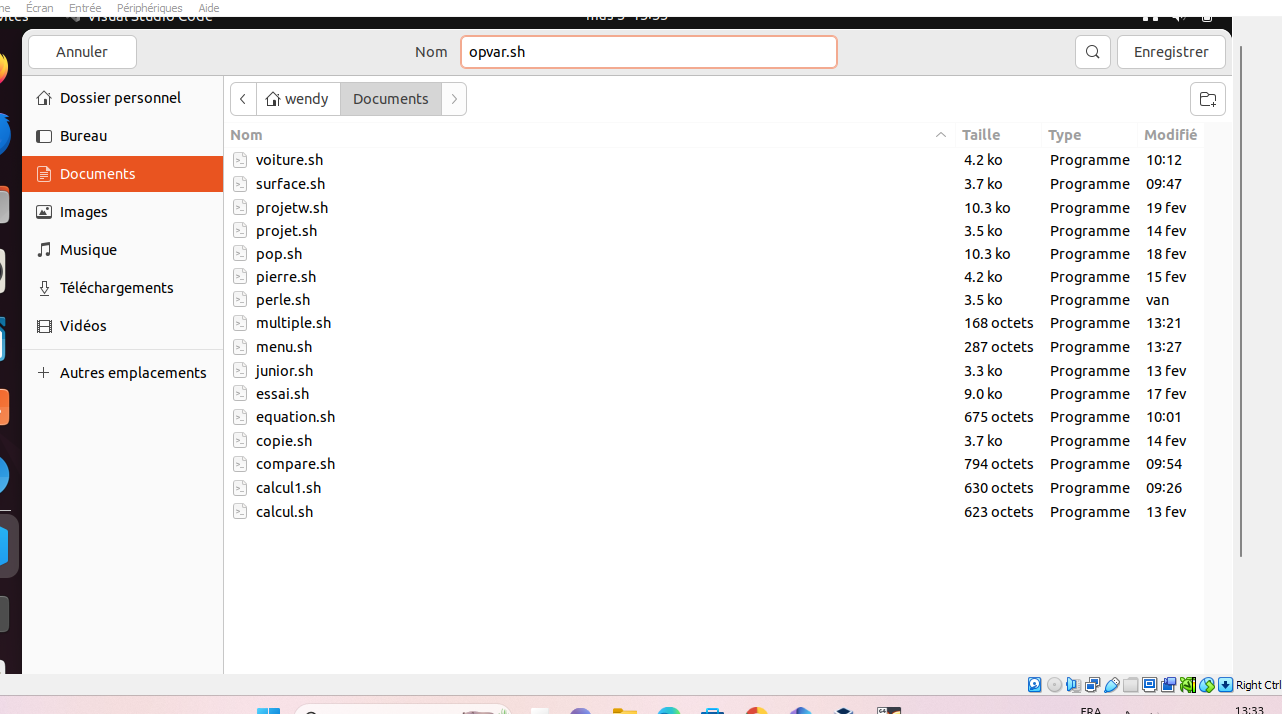 ne Écran Entrée Périphériques Aide
Visual Studio Code
Annuler Nom opvar.sh Enregistrer
Dossier personnel
Bureau
Documents
Images
Musique
Téléchargements
Vidéos
Autres emplacements
wendy Documents
Nom Taille Type Modifié
voiture.sh 4.2 ko Programme 10:12
surface.sh 3.7 ko Programme 09:47
projetw.sh 10.3 ko Programme 19 fev
projet.sh 3.5 ko Programme 14 fev
pop.sh 10.3 ko Programme 18 fev
pierre.sh 4.2 ko Programme 15 fev
perle.sh 3.5 ko Programme van
multiple.sh 168 octets Programme 13:21
menu.sh 287 octets Programme 13:27
junior.sh 3.3 ko Programme 13 fev
essai.sh 9.0 ko Programme 17 fev
equation.sh 675 octets Programme 10:01
copie.sh 3.7 ko Programme 14 fev
compare.sh 794 octets Programme 09:54
calcul1.sh 630 octets Programme 09:26
calcul.sh 623 octets Programme 13 fev
Right Ctrl
FRA 13:33